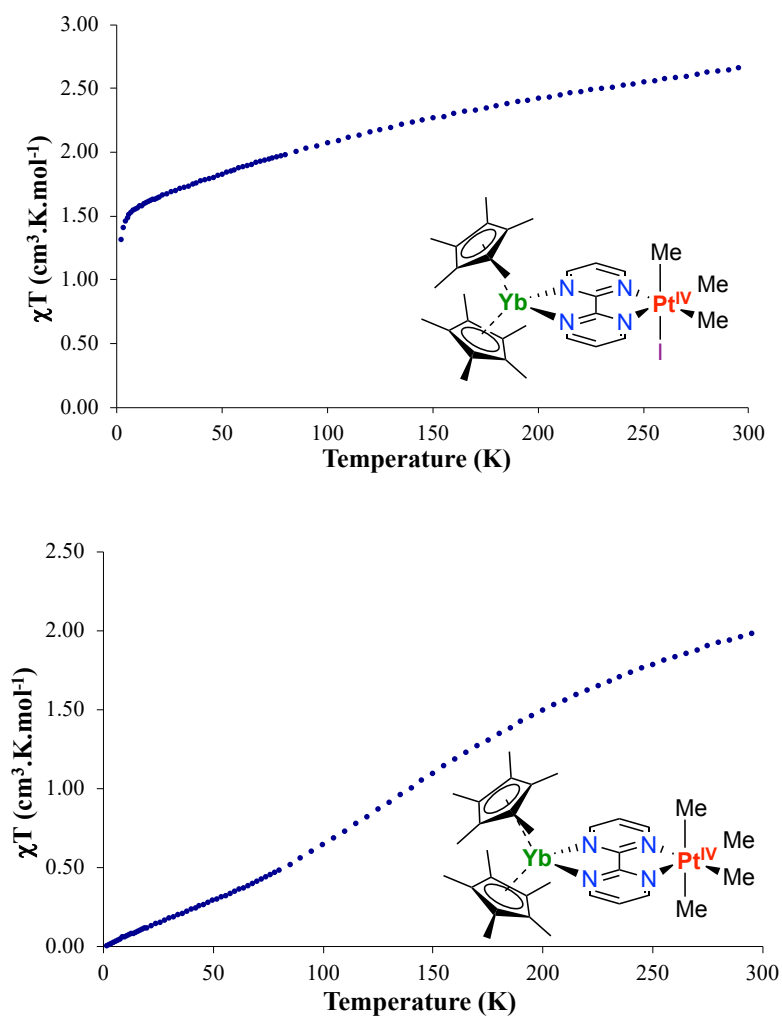 χT (cm³.K.mol⁻¹)
3.00
2.50
2.00
1.50
1.00
0.50
0.00
0
50
100
150
200
250
300
Temperature (K)
Yb
N
N
N
N
Pt^IV
Me
Me
Me
I
χT (cm³.K.mol⁻¹)
2.50
2.00
1.50
1.00
0.50
0.00
0
50
100
150
200
250
300
Temperature (K)
Yb
N
N
N
N
Pt^IV
Me
Me
Me
Me